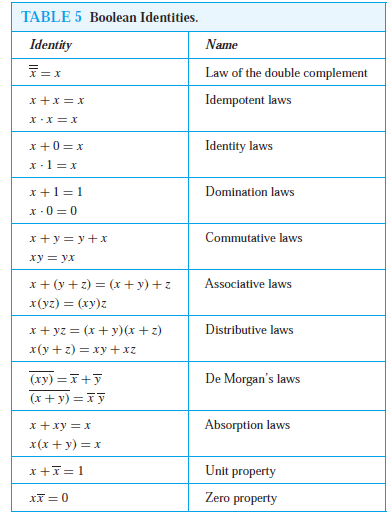 TABLE 5 Boolean Identities.
Identity Name
x̿ = x Law of the double complement
x + x = x Idempotent laws
x · x = x
x + 0 = x Identity laws
x · 1 = x
x + 1 = 1 Domination laws
x · 0 = 0
x + y = y + x Commutative laws
xy = yx
x + (y + z) = (x + y) + z Associative laws
x(yz) = (xy)z
x + yz = (x + y)(x + z) Distributive laws
x(y + z) = xy + xz
\overline{(xy)} = x̅ + y̅ De Morgan's laws
\overline{(x + y)} = x̅ y̅
x + xy = x Absorption laws
x(x + y) = x
x + x̅ = 1 Unit property
xx̅ = 0 Zero property